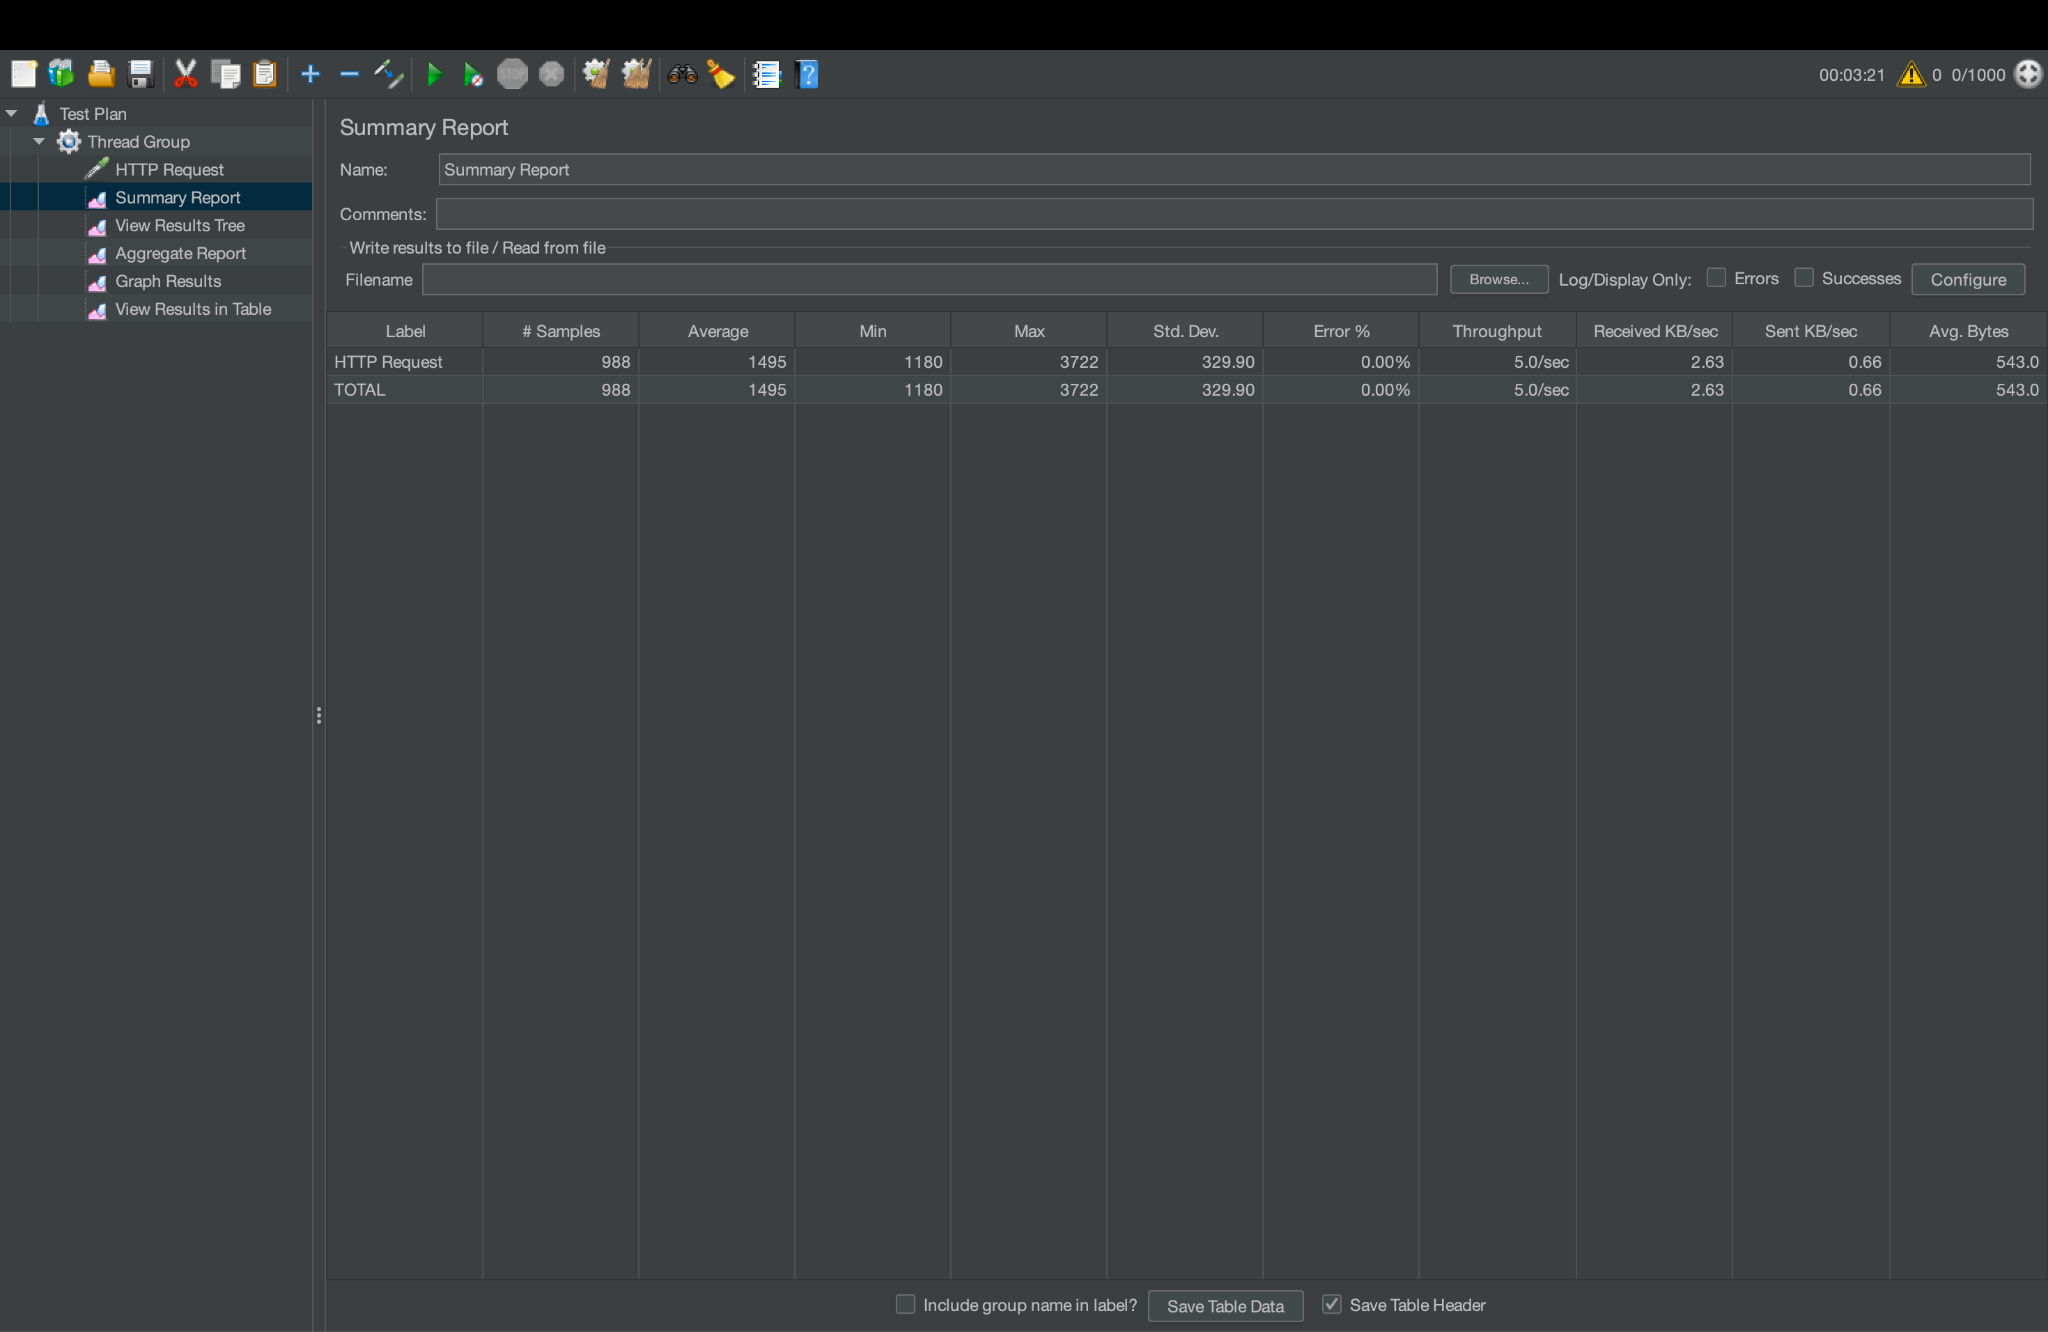 STOP
00:03:21 0 0/1000
Test Plan
Thread Group
HTTP Request
Summary Report
View Results Tree
Aggregate Report
Graph Results
View Results in Table
Summary Report
Name: Summary Report
Comments:
Write results to file / Read from file
Filename Browse... Log/Display Only: Errors Successes Configure
Label # Samples Average Min Max Std. Dev. Error % Throughput Received KB/sec Sent KB/sec Avg. Bytes
HTTP Request 988 1495 1180 3722 329.90 0.00% 5.0/sec 2.63 0.66 543.0
TOTAL 988 1495 1180 3722 329.90 0.00% 5.0/sec 2.63 0.66 543.0
Include group name in label? Save Table Data Save Table Header